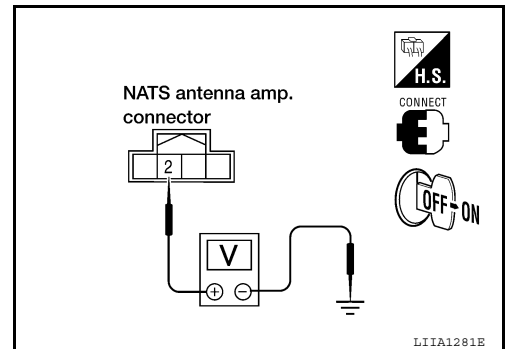 H.S.
NATS antenna amp.
connector
CONNECT
2
OFF ON
V
+ −
LIIA1281E